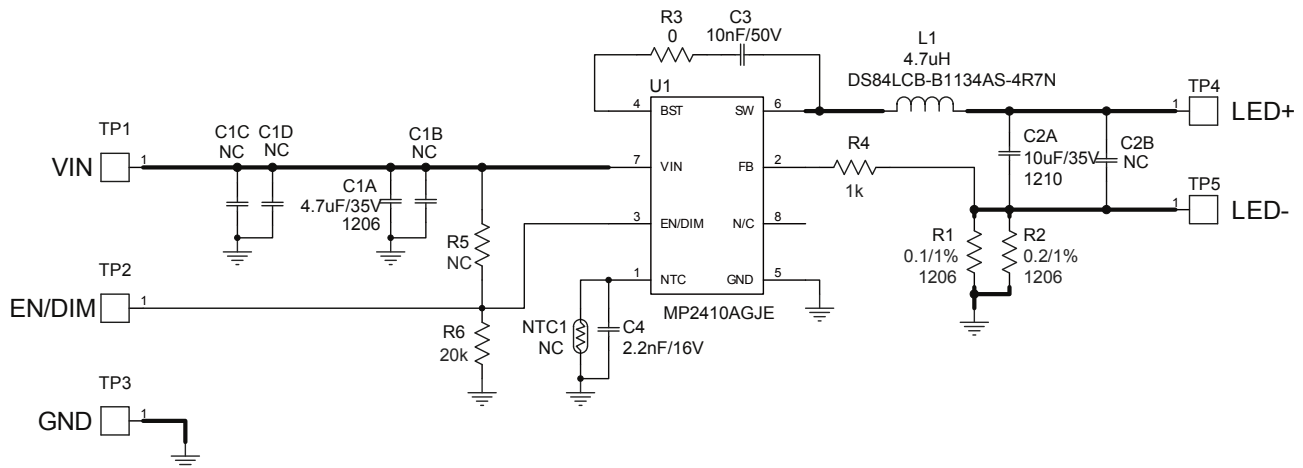 R3
0
C3
10nF/50V
L1
4.7uH
DS84LCB-B1134AS-4R7N
U1
4
BST
SW
6
TP4
1
LED+
TP1
VIN
1
C1C
NC
C1D
NC
C1B
NC
C1A
4.7uF/35V
1206
7
VIN
FB
2
R4
1k
C2A
10uF/35V
1210
C2B
NC
TP5
1
LED-
3
EN/DIM
N/C
8
R5
NC
R1
0.1/1%
1206
R2
0.2/1%
1206
TP2
EN/DIM
1
1
NTC
GND
5
MP2410AGJE
R6
20k
NTC1
NC
C4
2.2nF/16V
TP3
GND
1